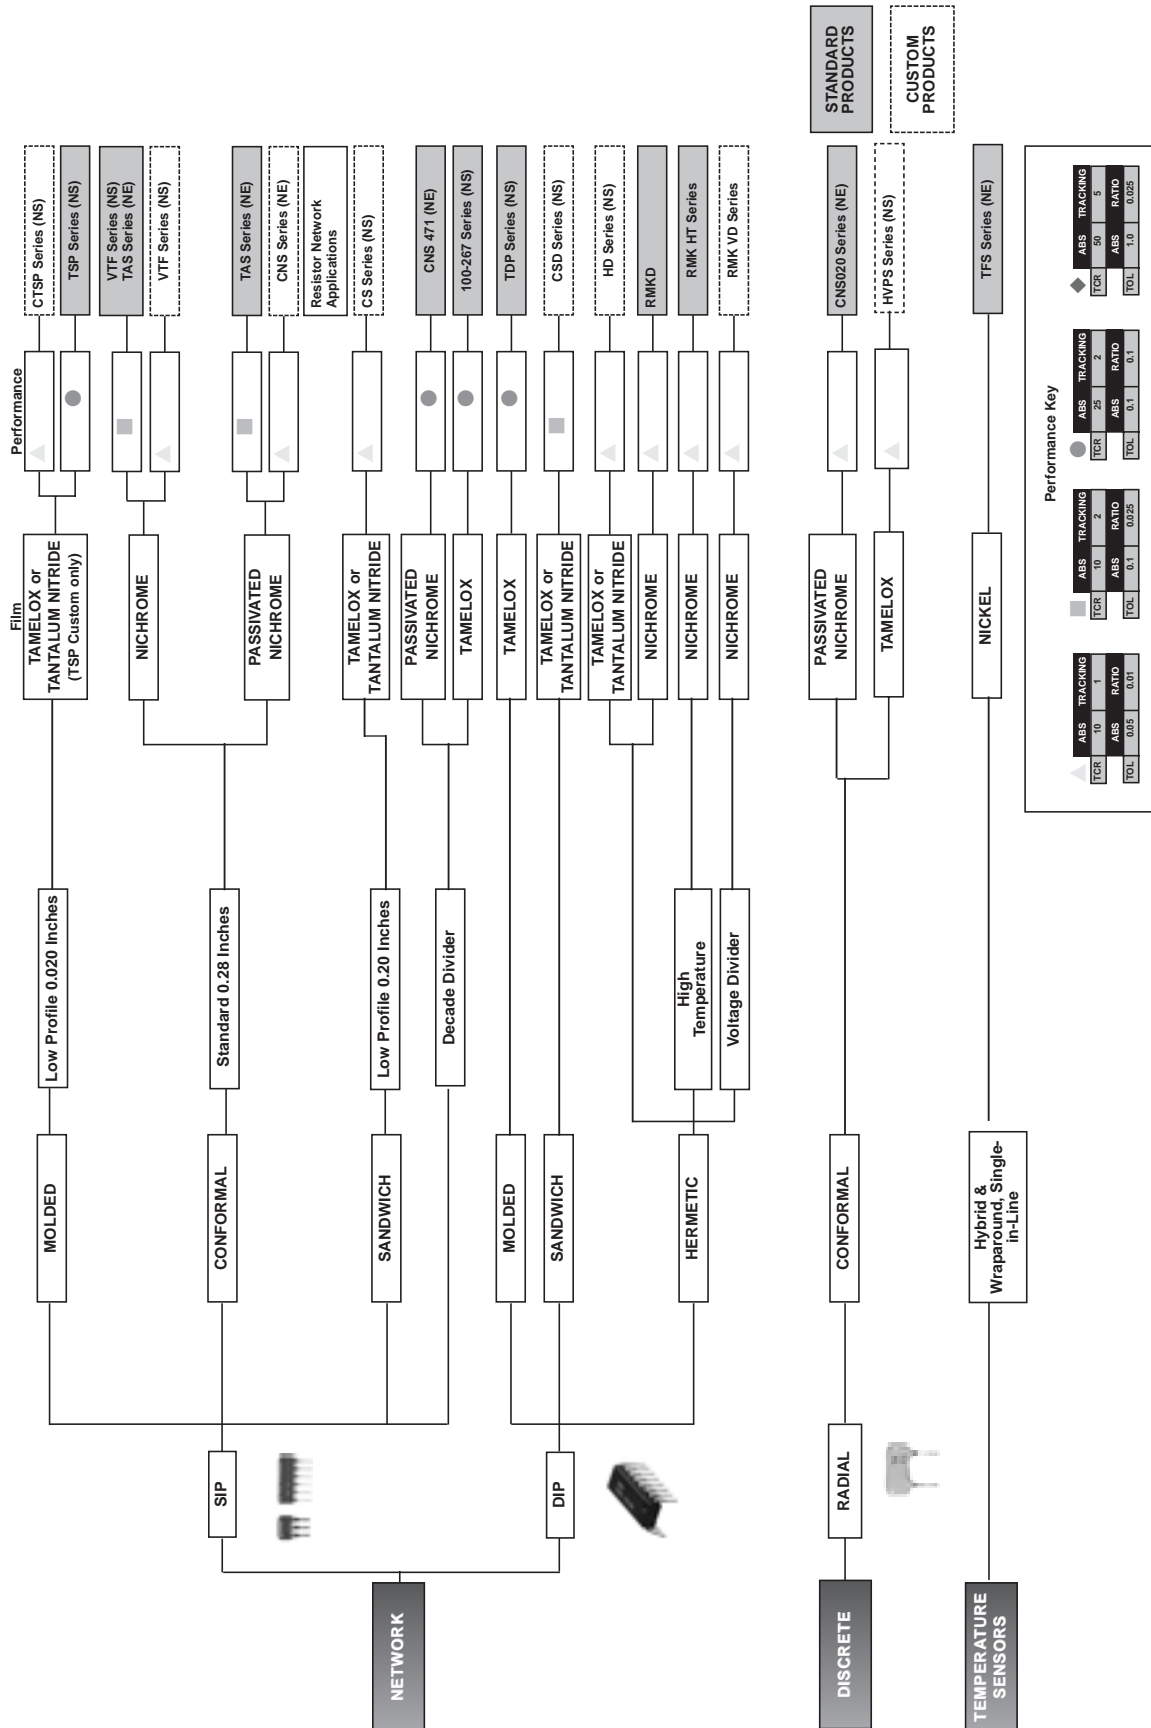 NETWORK
SIP
MOLDED
Low Profile 0.020 Inches
Film
TAMELOX or
TANTALUM NITRIDE
(TSP Custom only)
Performance
CTSP Series (NS)
TSP Series (NS)
CONFORMAL
Standard 0.28 Inches
NICHROME
VTF Series (NS)
TAS Series (NE)
VTF Series (NS)
PASSIVATED
NICHROME
TAS Series (NE)
CNS Series (NE)
Resistor Network
Applications
SANDWICH
Low Profile 0.20 Inches
TAMELOX or
TANTALUM NITRIDE
CS Series (NS)
Decade Divider
PASSIVATED
NICHROME
CNS 471 (NE)
TAMELOX
100-267 Series (NS)
DIP
MOLDED
TAMELOX
TDP Series (NS)
SANDWICH
TAMELOX or
TANTALUM NITRIDE
CSD Series (NS)
HERMETIC
TAMELOX or
TANTALUM NITRIDE
HD Series (NS)
NICHROME
RMKD
High
Temperature
NICHROME
RMK HT Series
Voltage Divider
NICHROME
RMK VD Series
STANDARD
PRODUCTS
CUSTOM
PRODUCTS
DISCRETE
RADIAL
CONFORMAL
PASSIVATED
NICHROME
CNS020 Series (NE)
TAMELOX
HVPS Series (NS)
TEMPERATURE
SENSORS
Hybrid &
Wraparound, Single-
in-Line
NICKEL
TFS Series (NE)
Performance Key
ABS TRACKING
TCR 10 1
ABS RATIO
TOL 0.05 0.01
ABS TRACKING
TCR 10 2
ABS RATIO
TOL 0.1 0.025
ABS TRACKING
TCR 25 2
ABS RATIO
TOL 0.1 0.1
ABS TRACKING
TCR 50 5
ABS RATIO
TOL 1.0 0.025